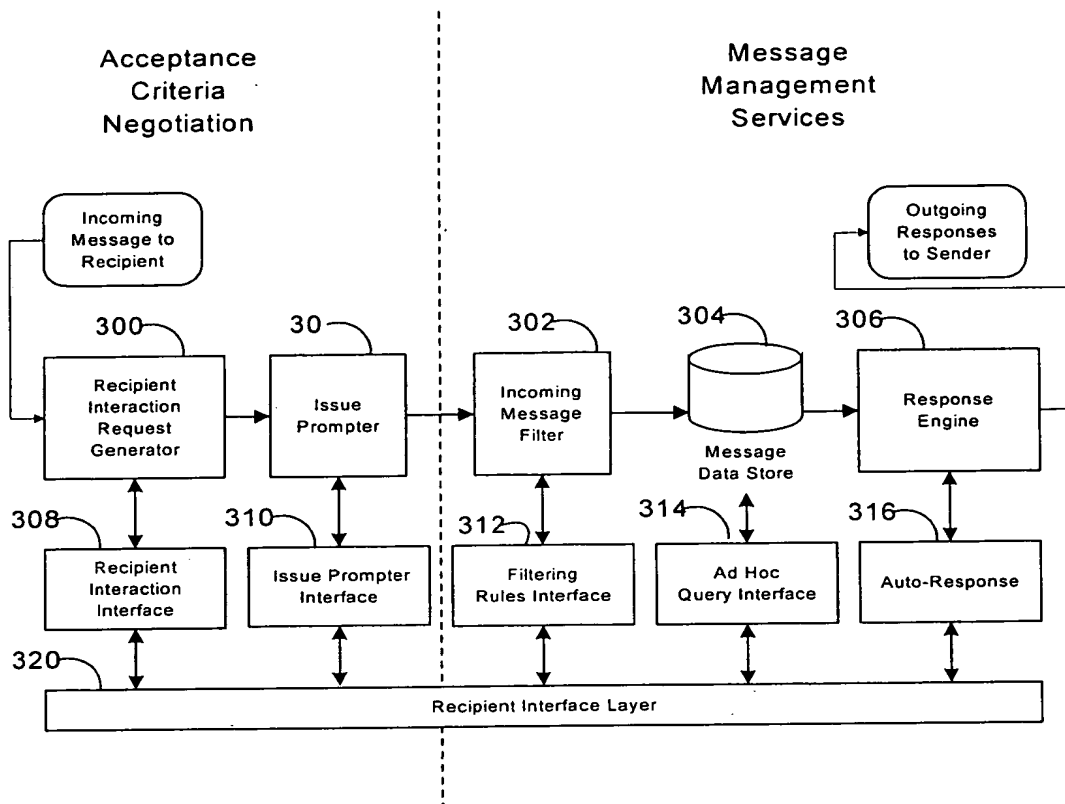 Acceptance
Criteria
Negotiation
Message
Management
Services
Incoming
Message to
Recipient
Outgoing
Responses
to Sender
300
30
302
304
306
Recipient
Interaction
Request
Generator
Issue
Prompter
Incoming
Message
Filter
Message
Data Store
Response
Engine
308
310
312
314
316
Recipient
Interaction
Interface
Issue Prompter
Interface
Filtering
Rules Interface
Ad Hoc
Query Interface
Auto-Response
320
Recipient Interface Layer